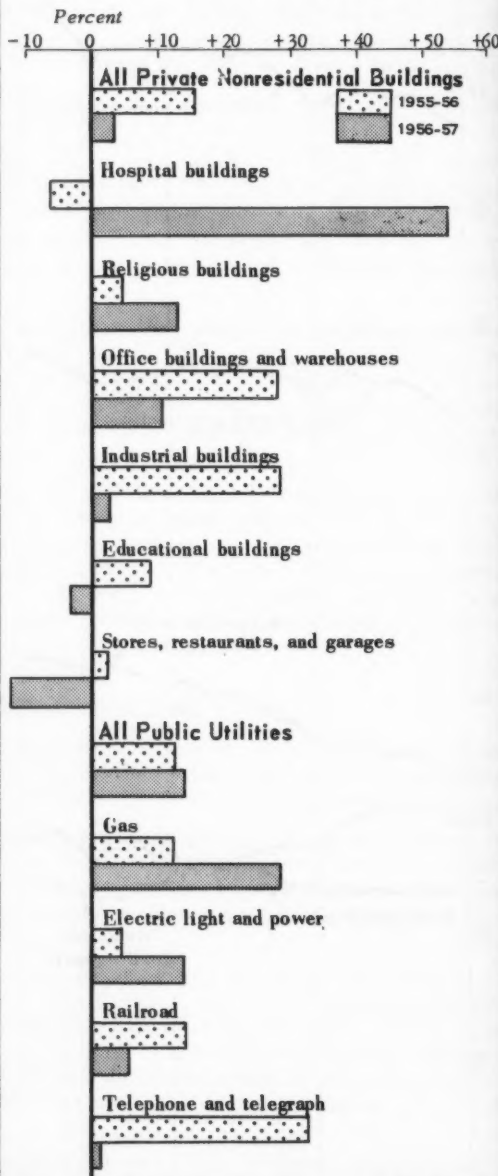 Percent
-10 0 +10 +20 +30 +40 +50 +60
All Private Nonresidential Buildings
1955-56
1956-57
Hospital buildings
Religious buildings
Office buildings and warehouses
Industrial buildings
Educational buildings
Stores, restaurants, and garages
All Public Utilities
Gas
Electric light and power
Railroad
Telephone and telegraph